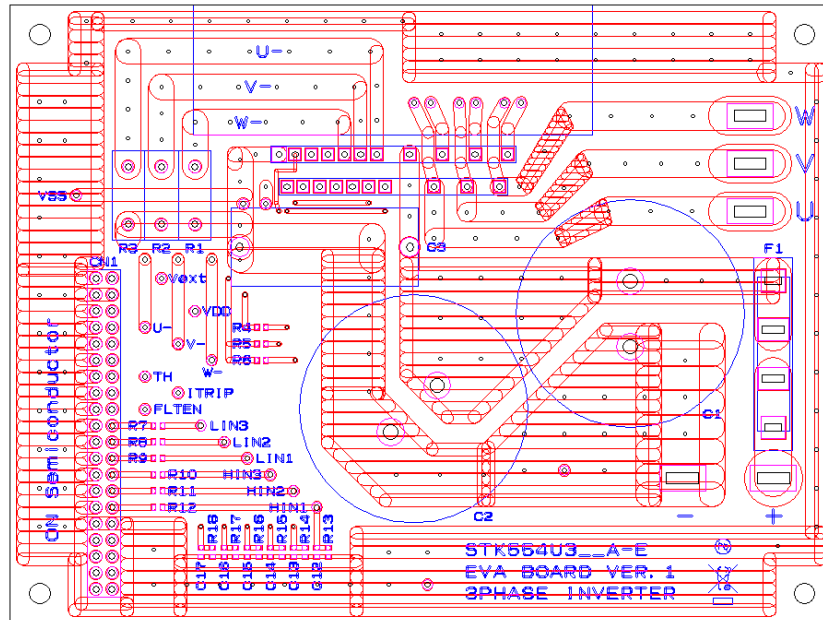 U-
V-
W-
W
V
U
VSS
R3 R2 R1
C3
F1
CN1
Vext
VDD
U-
R4
V-
R5
W-
R6
TH
ITRIP
FLTEN
C1
R7
LIN3
R8
LIN2
R9
LIN1
R10
HIN3
R11
HIN2
R12
HIN1
- +
C2
R18 R17 R16 R15 R14 R13
C17 C16 C15 C14 C13 C12
ON Semiconductor
STK564U3__A-E
EVA BOARD VER. 1
3PHASE INVERTER